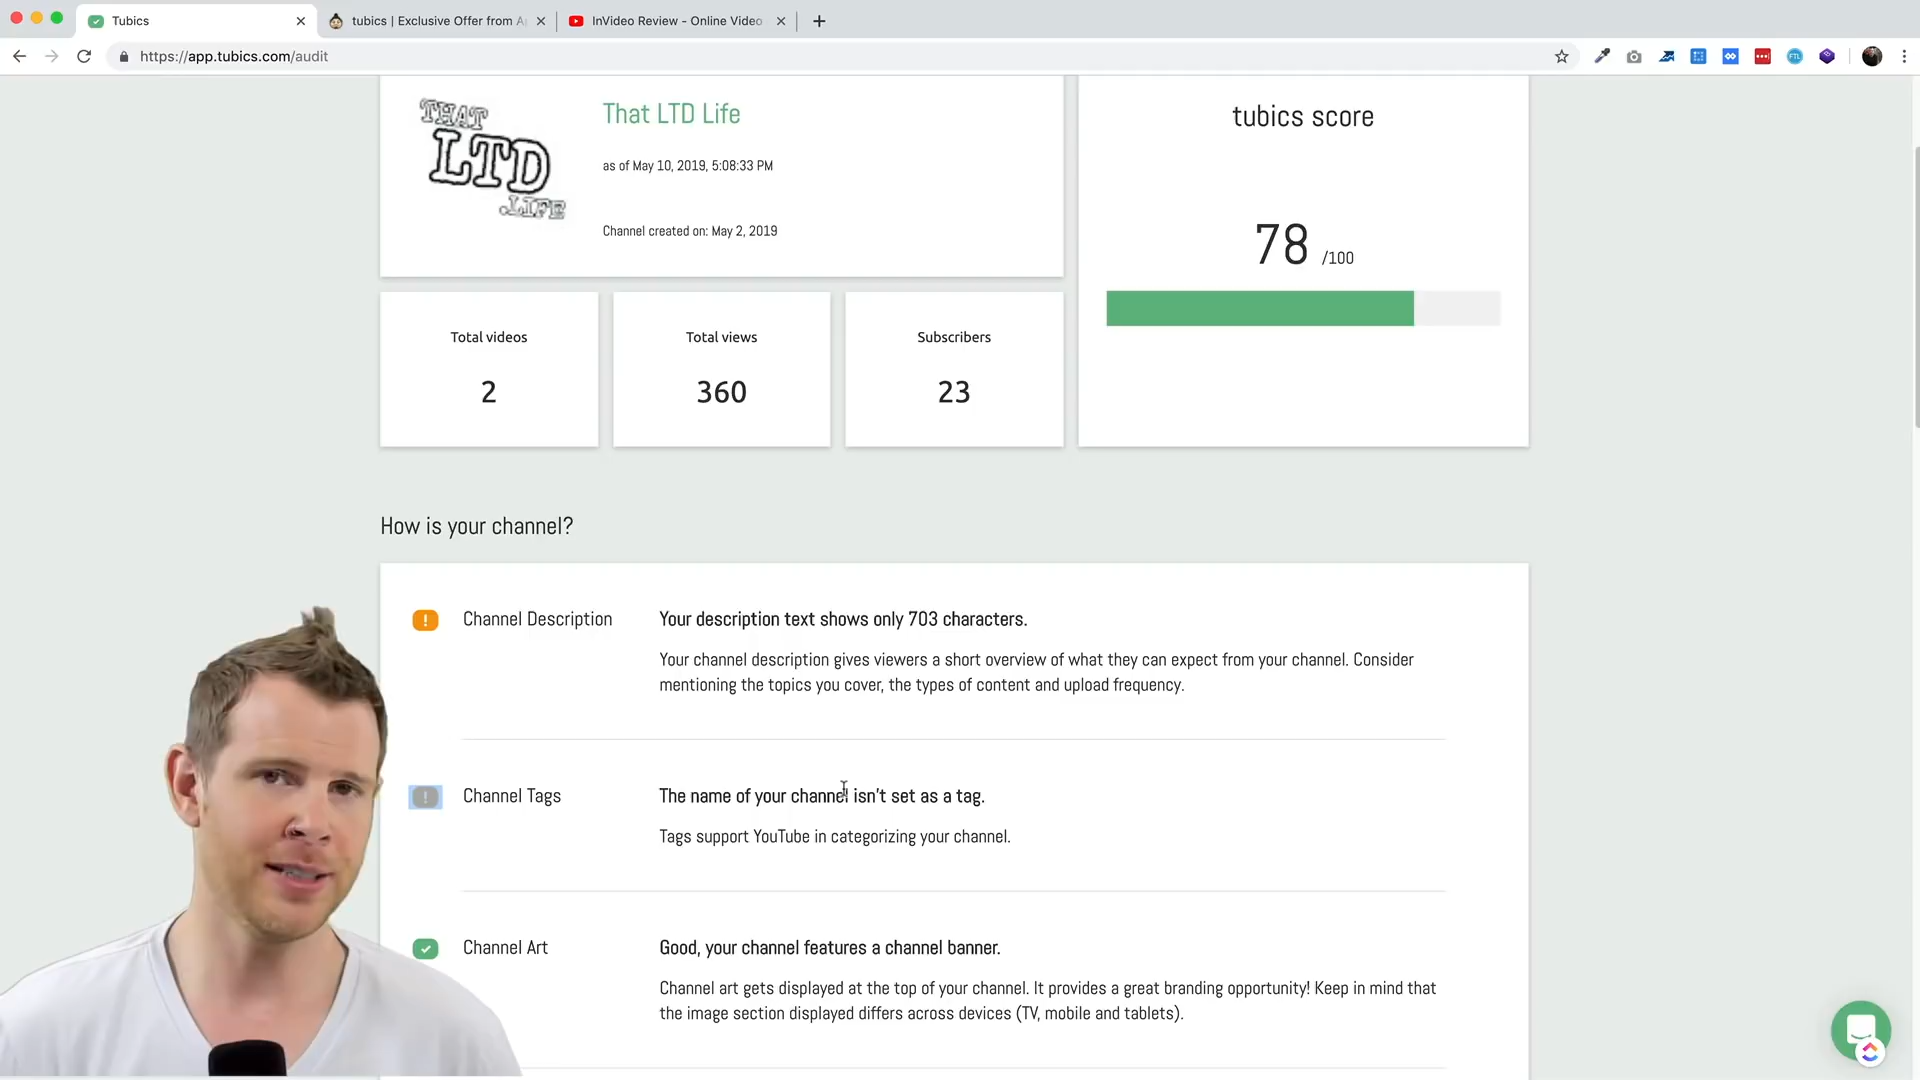 Tubics
tubics | Exclusive Offer from A
InVideo Review - Online Video
https://app.tubics.com/audit
FTL
THAT
LTD
.LIFE
That LTD Life
as of May 10, 2019, 5:08:33 PM
Channel created on: May 2, 2019
tubics score
78 /100
Total videos
2
Total views
360
Subscribers
23
How is your channel?
Channel Description
Your description text shows only 703 characters.
Your channel description gives viewers a short overview of what they can expect from your channel. Consider
mentioning the topics you cover, the types of content and upload frequency.
Channel Tags
The name of your channel isn't set as a tag.
Tags support YouTube in categorizing your channel.
Channel Art
Good, your channel features a channel banner.
Channel art gets displayed at the top of your channel. It provides a great branding opportunity! Keep in mind that
the image section displayed differs across devices (TV, mobile and tablets).